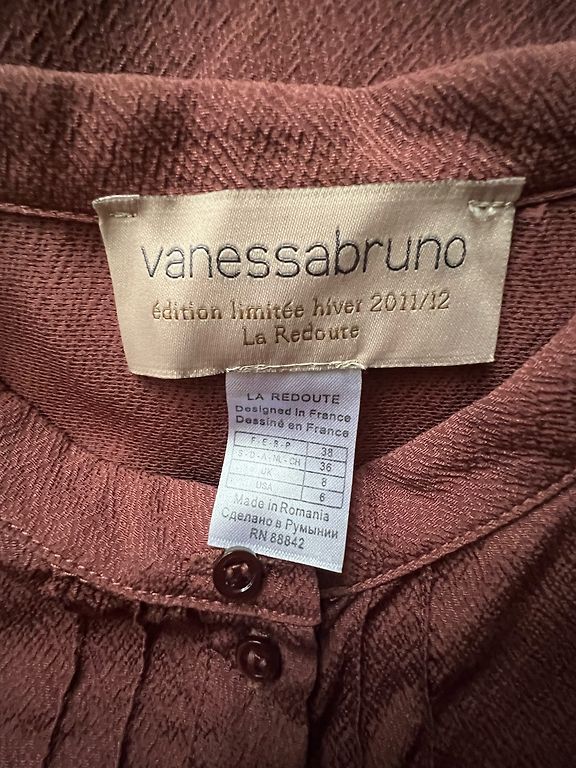 vanessabruno
édition limitée hiver 2011/12
La Redoute
LA REDOUTE
Designed in France
Dessiné en France
F - E - B - P 38
S - D - A - NL - CH 36
UK 8
USA 6
Made in Romania
Сделано в Румынии
RN 88842